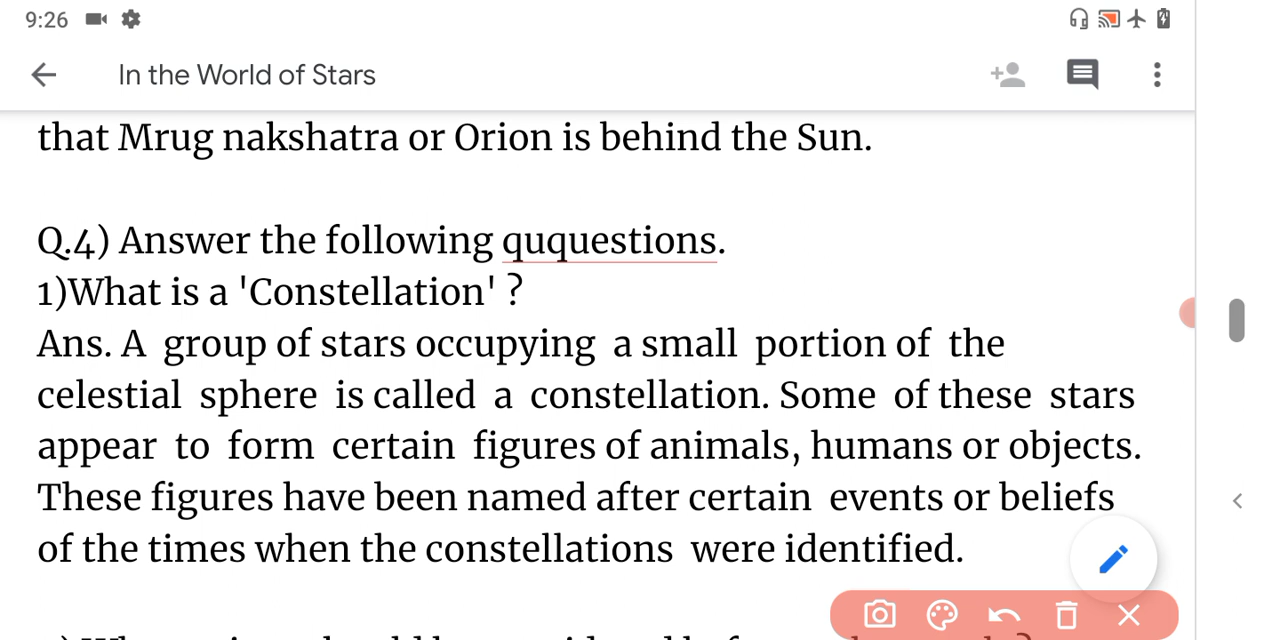 9:26
In the World of Stars
that Mrug nakshatra or Orion is behind the Sun.
Q.4) Answer the following ququestions.
1)What is a 'Constellation' ?
Ans. A group of stars occupying a small portion of the
celestial sphere is called a constellation. Some of these stars
appear to form certain figures of animals, humans or objects.
These figures have been named after certain events or beliefs
of the times when the constellations were identified.